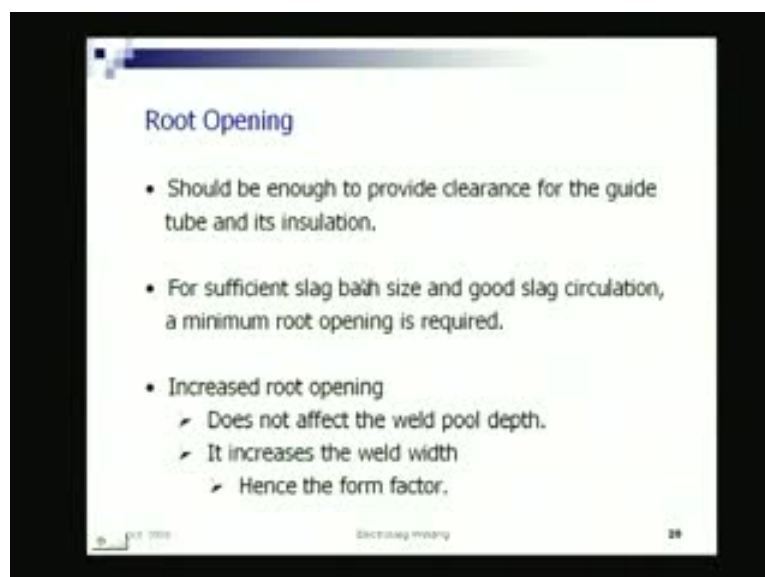 Root Opening
• Should be enough to provide clearance for the guide
tube and its insulation.
• For sufficient slag bath size and good slag circulation,
a minimum root opening is required.
• Increased root opening
➢ Does not affect the weld pool depth.
➢ It increases the weld width
➢ Hence the form factor.
Electroslag Welding